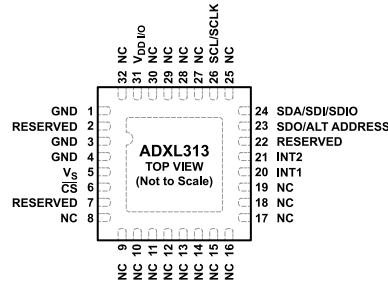 32 NC
31 VDD I/O
30 NC
29 NC
28 NC
27 NC
26 SCL/SCLK
25 NC
GND 1
RESERVED 2
GND 3
GND 4
VS 5
CS 6
RESERVED 7
NC 8
ADXL313
TOP VIEW
(Not to Scale)
24 SDA/SDI/SDIO
23 SDO/ALT ADDRESS
22 RESERVED
21 INT2
20 INT1
19 NC
18 NC
17 NC
NC 9
NC 10
NC 11
NC 12
NC 13
NC 14
NC 15
NC 16